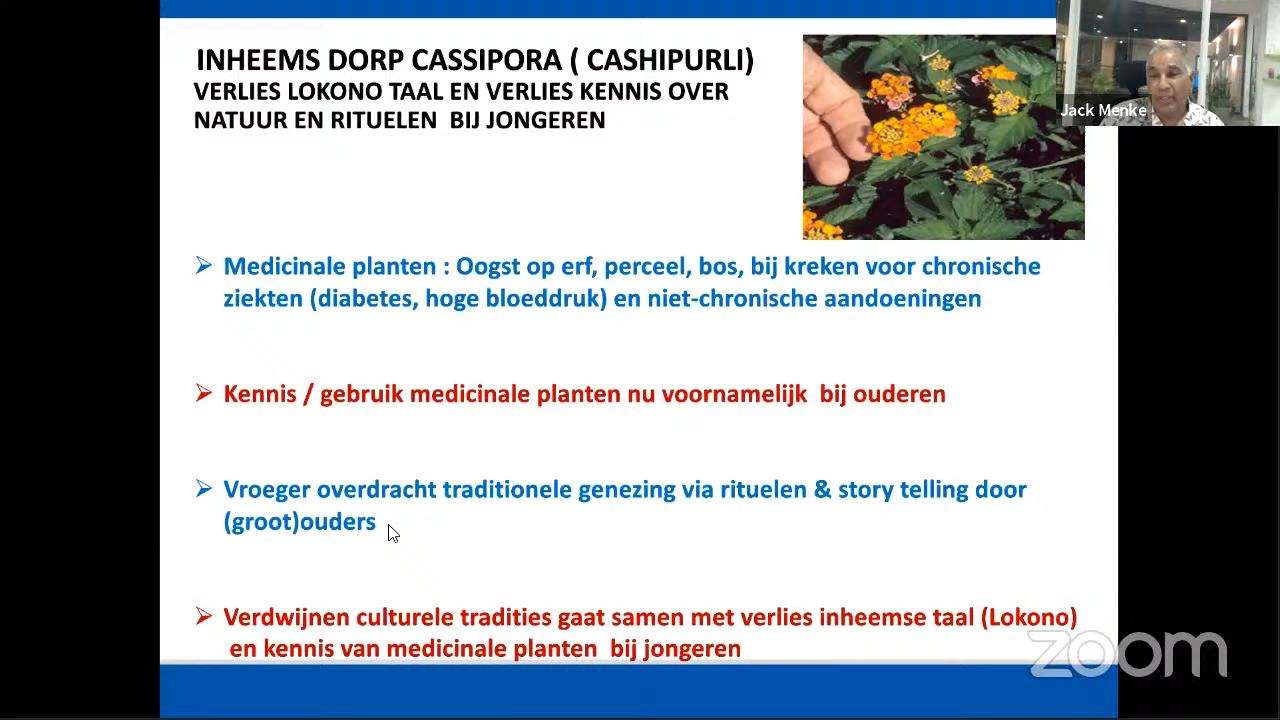 INHEEMS DORP CASSIPORA ( CASHIPURLI)
VERLIES LOKONO TAAL EN VERLIES KENNIS OVER
NATUUR EN RITUELEN BIJ JONGEREN
Jack Menke
Medicinale planten : Oogst op erf, perceel, bos, bij kreken voor chronische
ziekten (diabetes, hoge bloeddruk) en niet-chronische aandoeningen
Kennis / gebruik medicinale planten nu voornamelijk bij ouderen
Vroeger overdracht traditionele genezing via rituelen & story telling door
(groot)ouders
Verdwijnen culturele tradities gaat samen met verlies inheemse taal (Lokono)
en kennis van medicinale planten bij jongeren
zoom